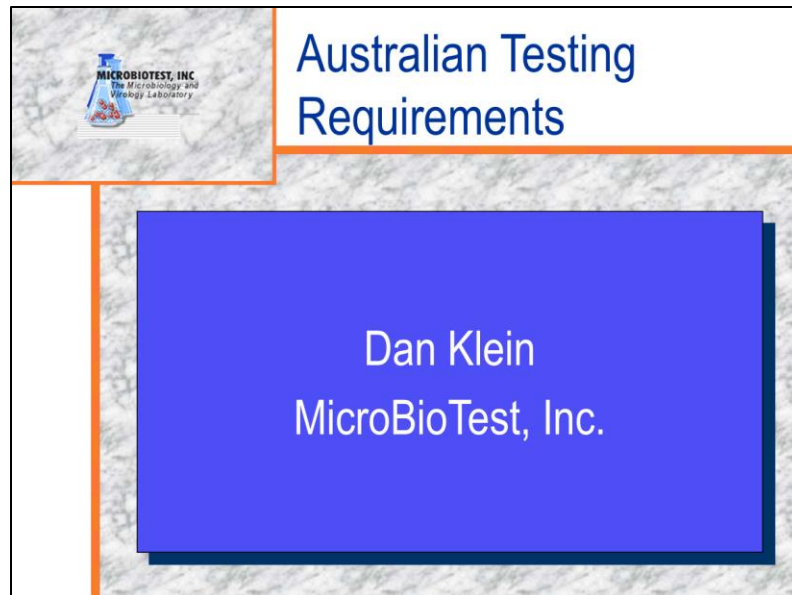 MICROBIOTEST, INC
The Microbiology and
Virology Laboratory
Australian Testing
Requirements
Dan Klein
MicroBioTest, Inc.